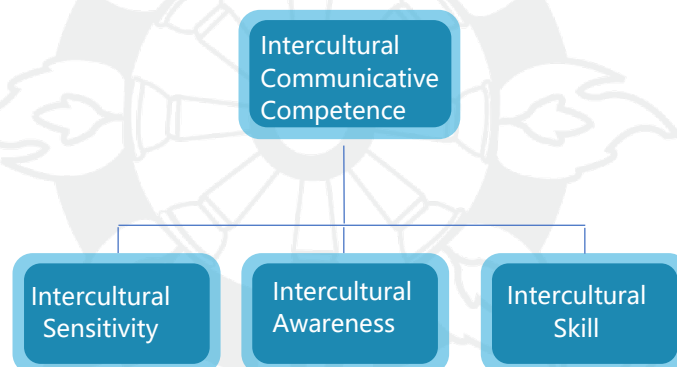 Intercultural
Communicative
Competence
Intercultural
Sensitivity
Intercultural
Awareness
Intercultural
Skill